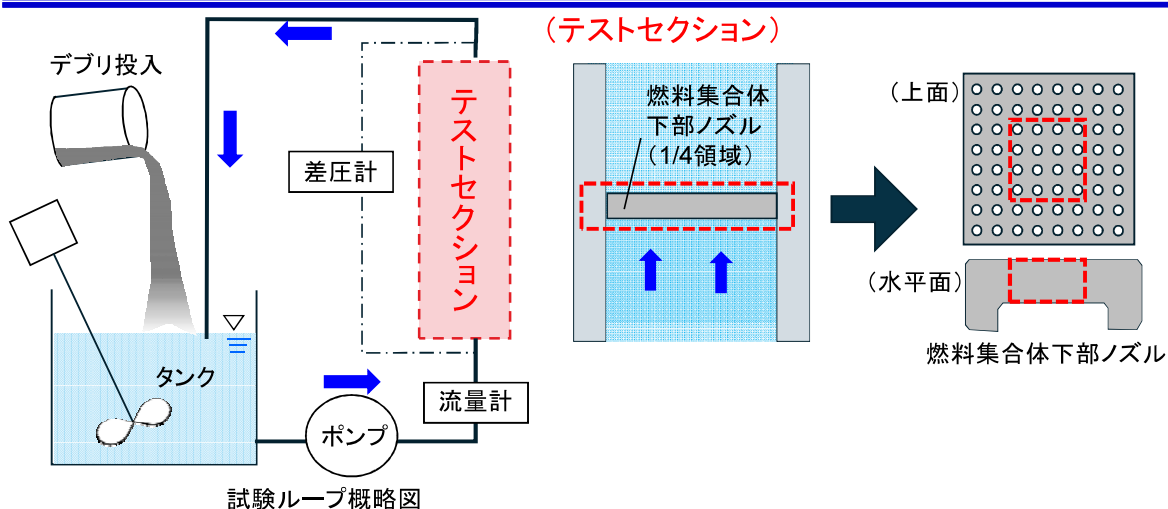 デブリ投入
差圧計
テストセクション
タンク
ポンプ
流量計
試験ループ概略図
（テストセクション）
燃料集合体
下部ノズル
（1/4領域）
（上面）
（水平面）
燃料集合体下部ノズル